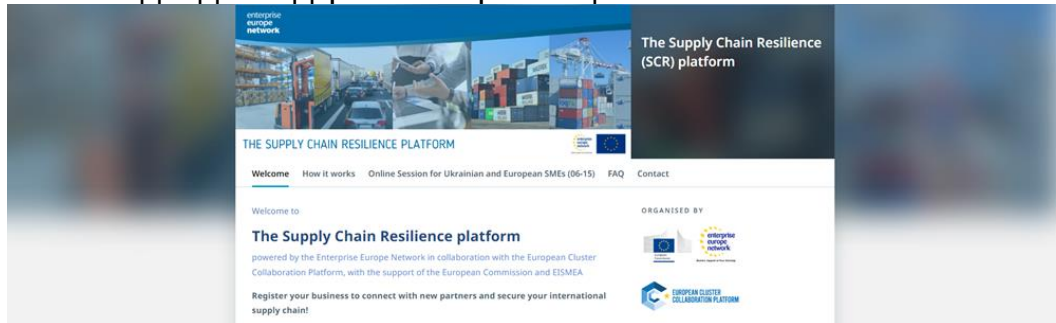 enterprise
europe
network
The Supply Chain Resilience
(SCR) platform
THE SUPPLY CHAIN RESILIENCE PLATFORM
Welcome How it works Online Session for Ukrainian and European SMEs (06-15) FAQ Contact
Welcome to
The Supply Chain Resilience platform
powered by the Enterprise Europe Network in collaboration with the European Cluster
Collaboration Platform, with the support of the European Commission and EISMEA
Register your business to connect with new partners and secure your international
supply chain!
ORGANISED BY
enterprise
europe
network
EUROPEAN CLUSTER
COLLABORATION PLATFORM